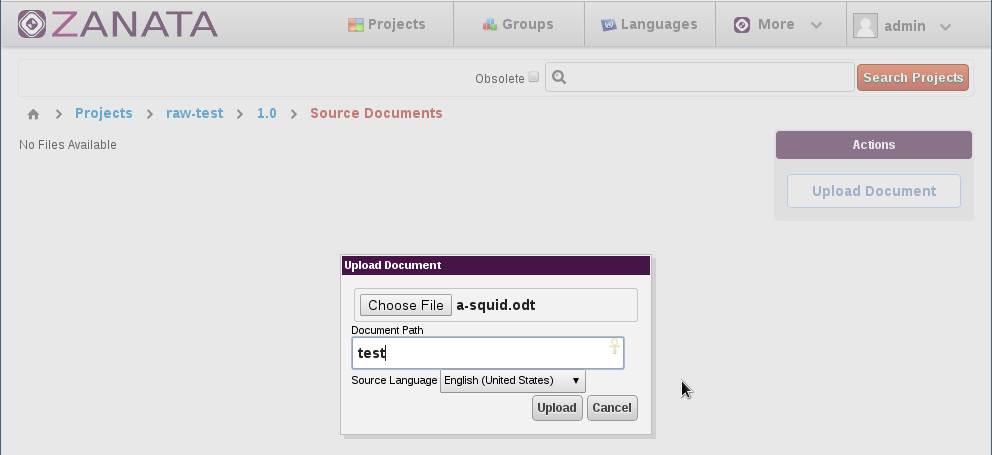 ZANATA
Projects
Groups
Languages
More
admin
Obsolete
Search Projects
Projects
raw-test
1.0
Source Documents
No Files Available
Actions
Upload Document
Upload Document
Choose File a-squid.odt
Document Path
test
Source Language English (United States)
Upload Cancel